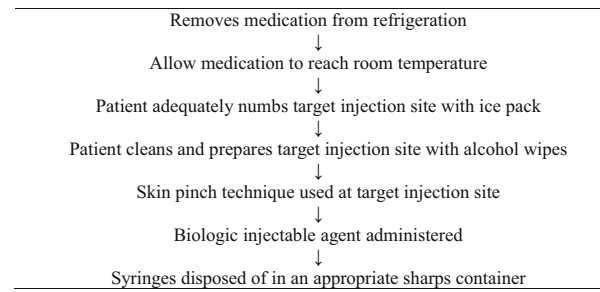 Removes medication from refrigeration
↓
Allow medication to reach room temperature
↓
Patient adequately numbs target injection site with ice pack
↓
Patient cleans and prepares target injection site with alcohol wipes
↓
Skin pinch technique used at target injection site
↓
Biologic injectable agent administered
↓
Syringes disposed of in an appropriate sharps container